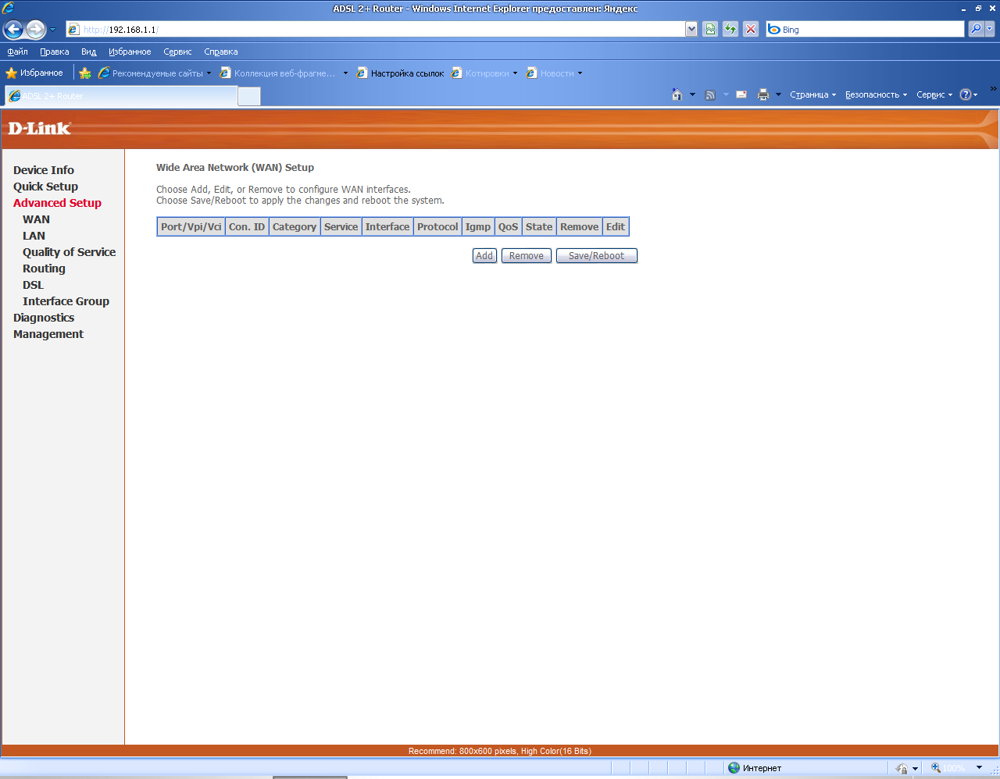 ADSL 2+ Router - Windows Internet Explorer предоставлен: Яндекс
http://192.168.1.1/
Bing
Файл Правка Вид Избранное Сервис Справка
Избранное Рекомендуемые сайты Коллекция веб-фрагме... Настройка ссылок Котировки Новости
ADSL 2+ Router
Страница Безопасность Сервис »
D-Link
Device Info
Quick Setup
Advanced Setup
WAN
LAN
Quality of Service
Routing
DSL
Interface Group
Diagnostics
Management
Wide Area Network (WAN) Setup
Choose Add, Edit, or Remove to configure WAN interfaces.
Choose Save/Reboot to apply the changes and reboot the system.
Port/Vpi/Vci Con. ID Category Service Interface Protocol Igmp QoS State Remove Edit
Add Remove Save/Reboot
Recommend: 800x600 pixels, High Color(16 Bits)
Интернет
100%